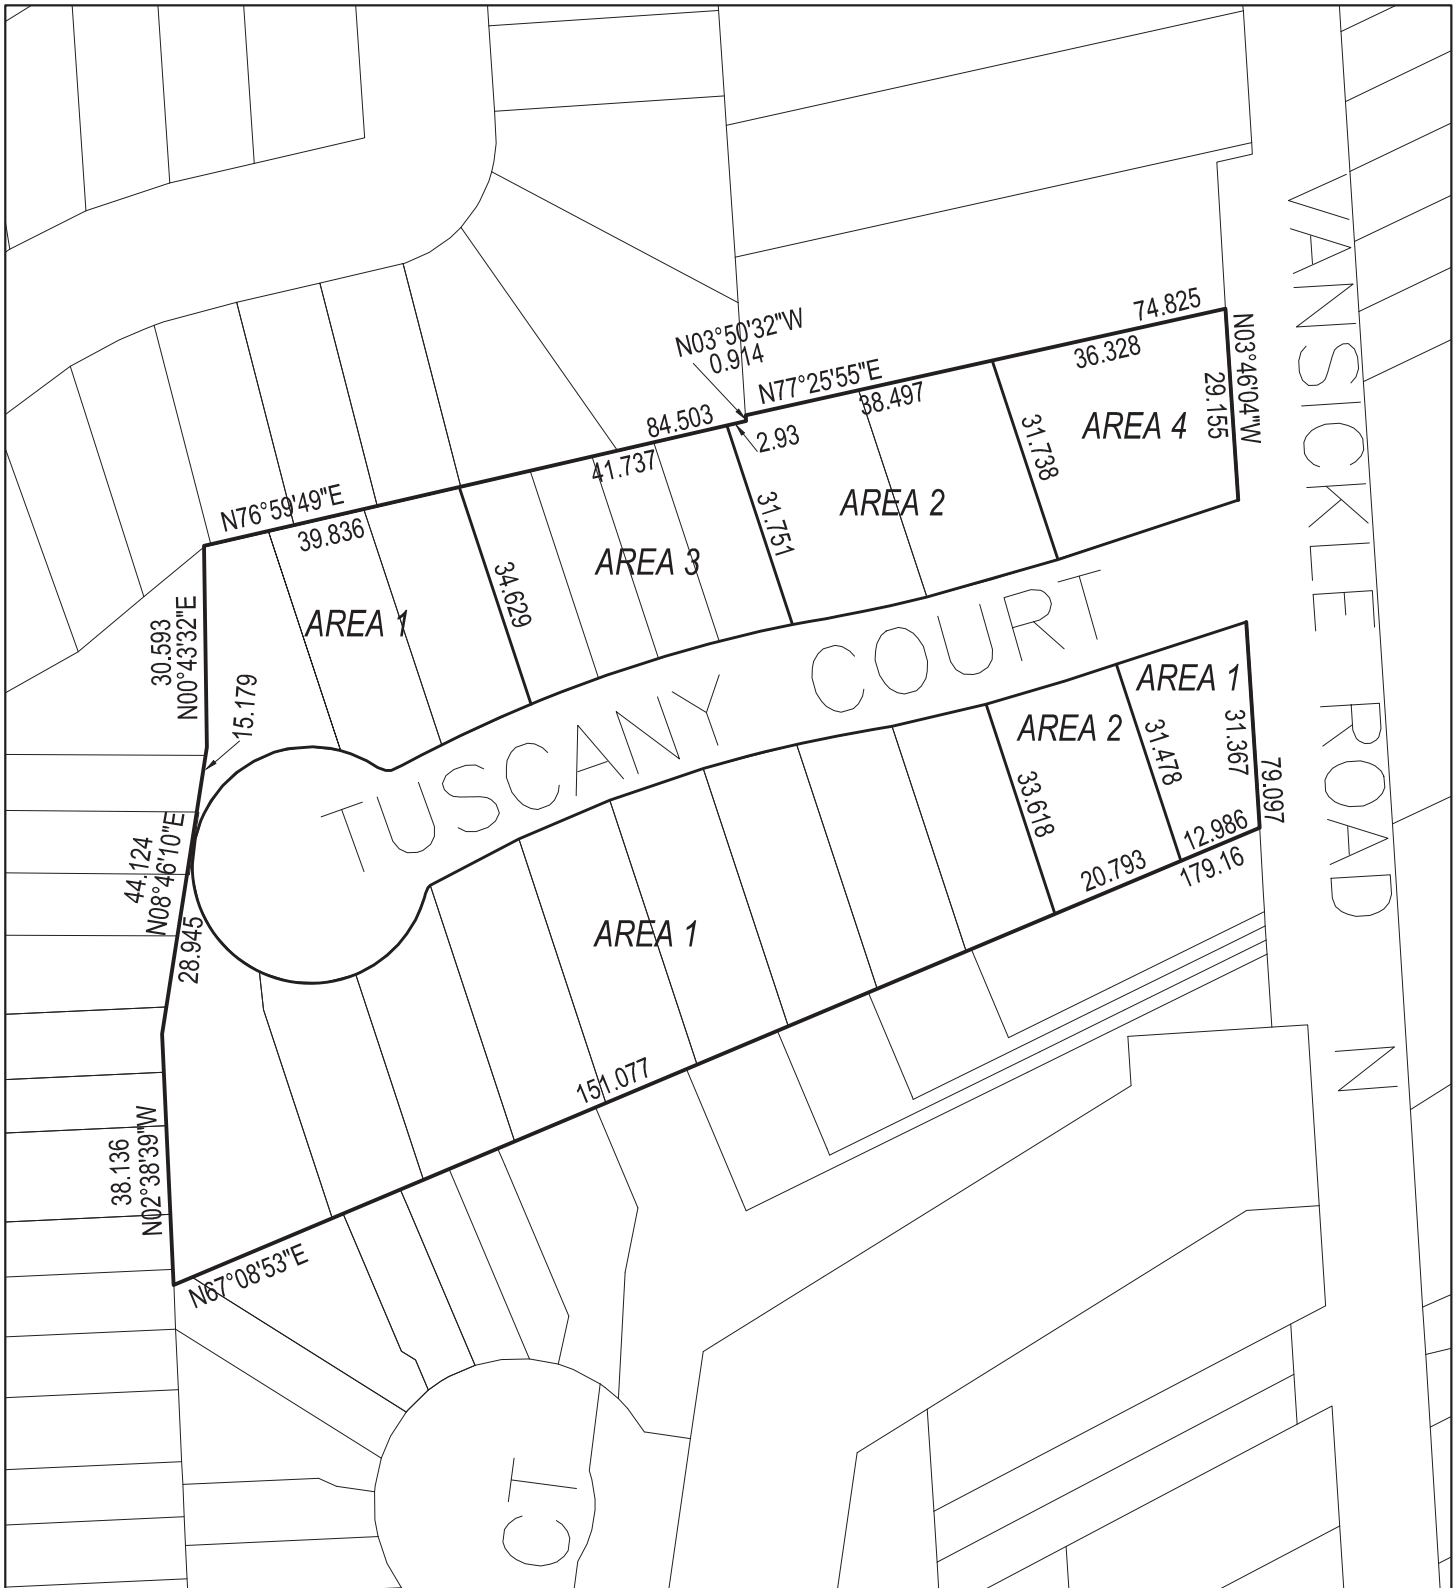 74.825
N03°50'32"W
0.914
N77°25'55"E
38.497
36.328
N03°46'04"W
29.155
VANSICKLE ROAD N
84.503
2.93
41.737
31.738
AREA 4
N76°59'49"E
39.836
AREA 2
31.751
AREA 3
34.629
AREA 1
30.593
N00°43'32"E
15.179
TUSCANY COURT
AREA 1
AREA 2
31.367
31.478
33.618
79.097
12.986
179.16
20.793
44.124
N08°46'10"E
28.945
AREA 1
151.077
38.136
N02°38'39"W
N67°08'53"E
CT